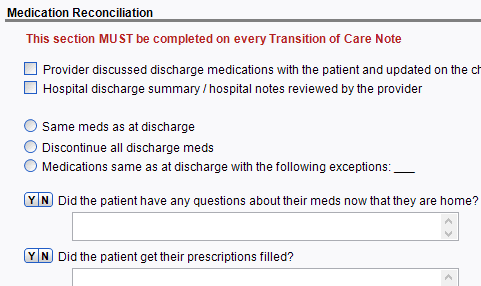 Medication Reconciliation
This section MUST be completed on every Transition of Care Note
Provider discussed discharge medications with the patient and updated on the
Hospital discharge summary / hospital notes reviewed by the provider
Same meds as at discharge
Discontinue all discharge meds
Medications same as at discharge with the following exceptions: ___
Y N Did the patient have any questions about their meds now that they are home?
Y N Did the patient get their prescriptions filled?